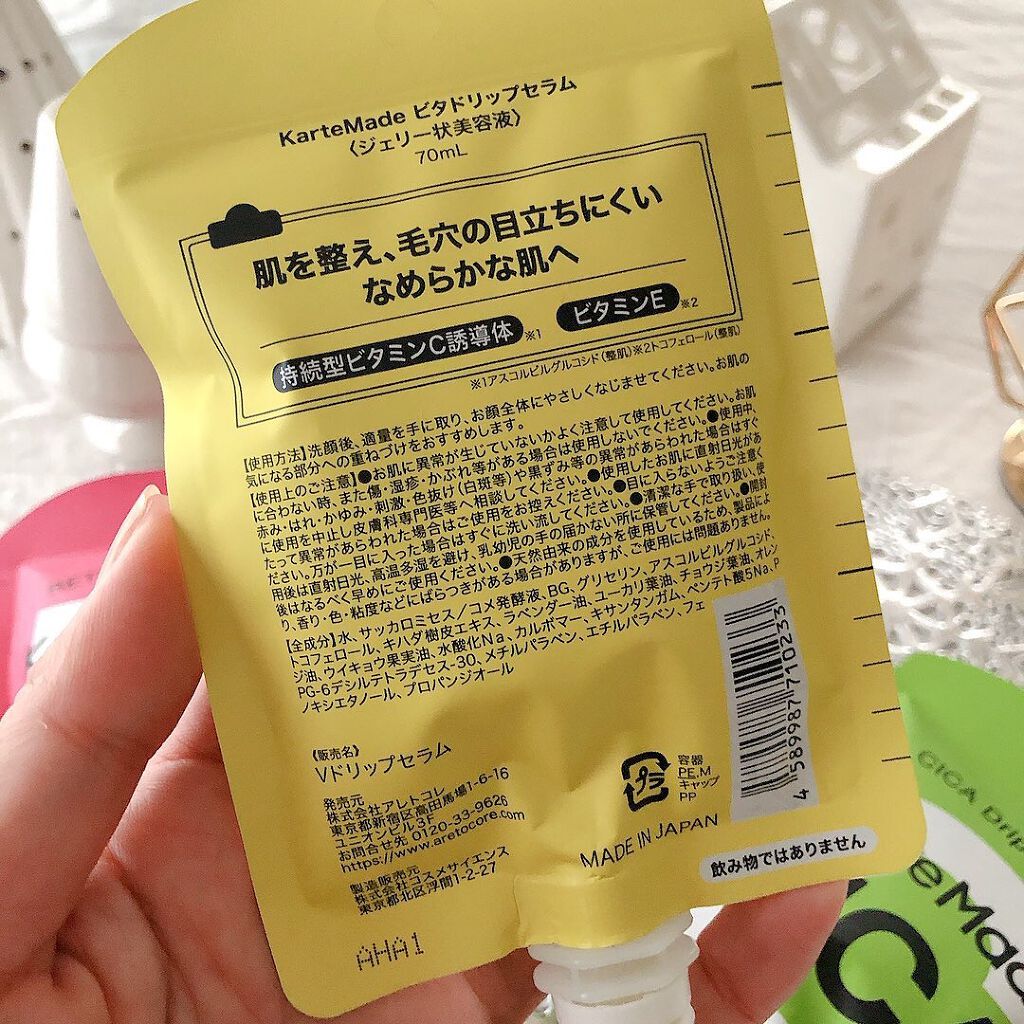 KarteMade ビタドリップセラム
〈ジェリー状美容液〉
70mL
肌を整え、毛穴の目立ちにくい
なめらかな肌へ
持続型ビタミンC誘導体※1 ビタミンE※2
※1アスコルビルグルコシド(整肌)※2トコフェロール(整肌)
【使用方法】洗顔後、適量を手に取り、お顔全体にやさしくなじませてください。お肌の
気になる部分への重ねづけをおすすめします。
【使用上のご注意】●お肌に異常が生じていないかよく注意して使用してください。お肌
に合わない時、また傷・湿疹・かぶれ等がある場合は使用しないでください。●使用中、
赤み・はれ・かゆみ・刺激・色抜け(白斑等)や黒ずみ等の異常があらわれた場合はすぐ
に使用を中止し皮膚科専門医等へ相談してください。●使用したお肌に直射日光があ
たって異常があらわれた場合はご使用をお控えください。●目に入らないようご注意く
ださい。万が一目に入った場合はすぐに洗い流してください。●清潔な手で取り扱い、使
用後は直射日光、高温多湿を避け、乳幼児の手の届かない所に保管してください。●開封
後はなるべく早めにご使用ください。●天然由来の成分を使用しているため、製品によ
り、香り・色・粘度などにばらつきがある場合がありますが、ご使用には問題ありません。
【全成分】水、サッカロミセス/コメ発酵液、BG、グリセリン、アスコルビルグルコシド、
トコフェロール、キハダ樹皮エキス、ラベンダー油、ユーカリ葉油、チョウジ葉油、オレン
ジ油、ウイキョウ果実油、水酸化Na、カルボマー、キサンタンガム、ペンテト酸5Na、P
PG-6デシルテトラデセス-30、メチルパラベン、エチルパラベン、フェ
ノキシエタノール、プロパンジオール
《販売名》
Vドリップセラム
発売元
株式会社アレトコレ
東京都新宿区高田馬場1-6-16
ユニオンビル3F
お問合せ先 0120-33-9626
https://www.aretocore.com
製造販売元
株式会社コスメサイエンス
東京都北区浮間1-2-27
AHA1
プラ
容器
PE,M
キャップ
PP
MADE IN JAPAN
飲み物ではありません
4 589987 710233
CICA Drip
eMad